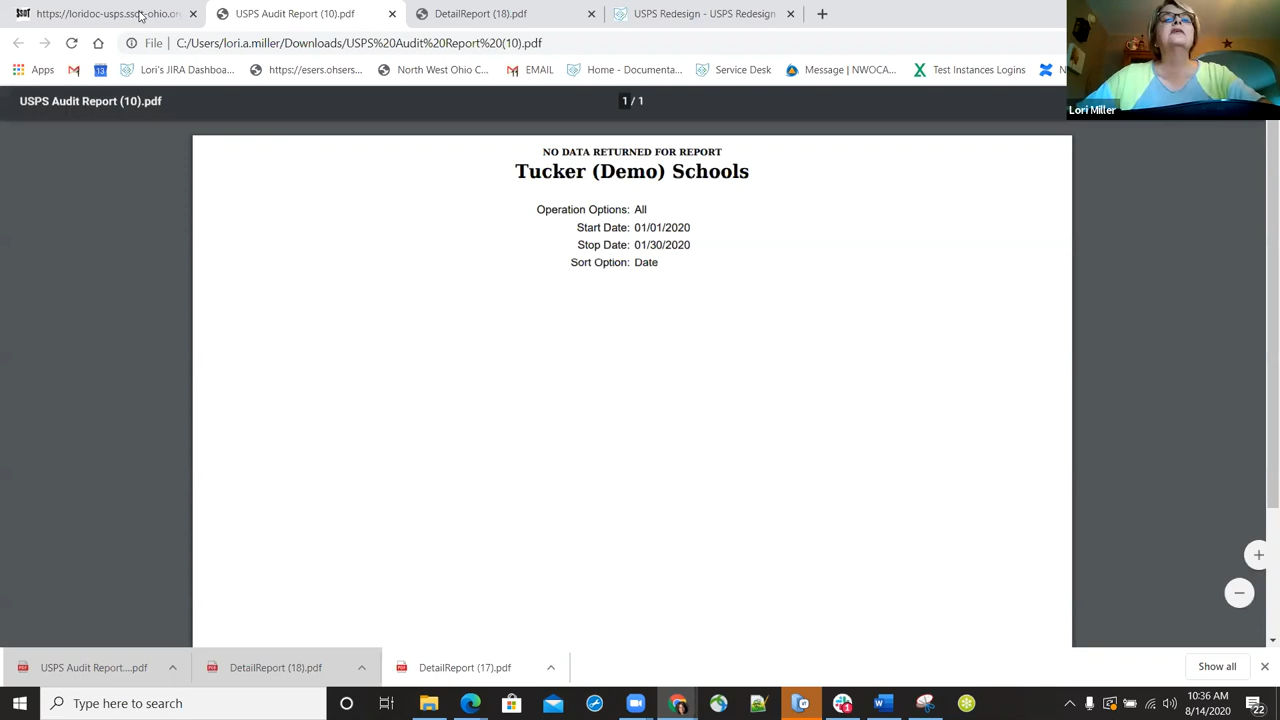 https://loridoc-usps.ssdt-ohio.or
USPS Audit Report (10).pdf
DetailReport (18).pdf
USPS Redesign - USPS Redesign
File
C:/Users/lori.a.miller/Downloads/USPS%20Audit%20Report%20(10).pdf
Apps
13
Lori's JIRA Dashboa...
https://esers.ohsers...
North West Ohio C...
EMAIL
Home - Documenta...
Service Desk
Message | NWOCA...
Test Instances Logins
N
Lori Miller
USPS Audit Report (10).pdf
1 / 1
NO DATA RETURNED FOR REPORT
Tucker (Demo) Schools
Operation Options: All
Start Date: 01/01/2020
Stop Date: 01/30/2020
Sort Option: Date
USPS Audit Report....pdf
DetailReport (18).pdf
DetailReport (17).pdf
Show all
Type here to search
10:36 AM
8/14/2020
22